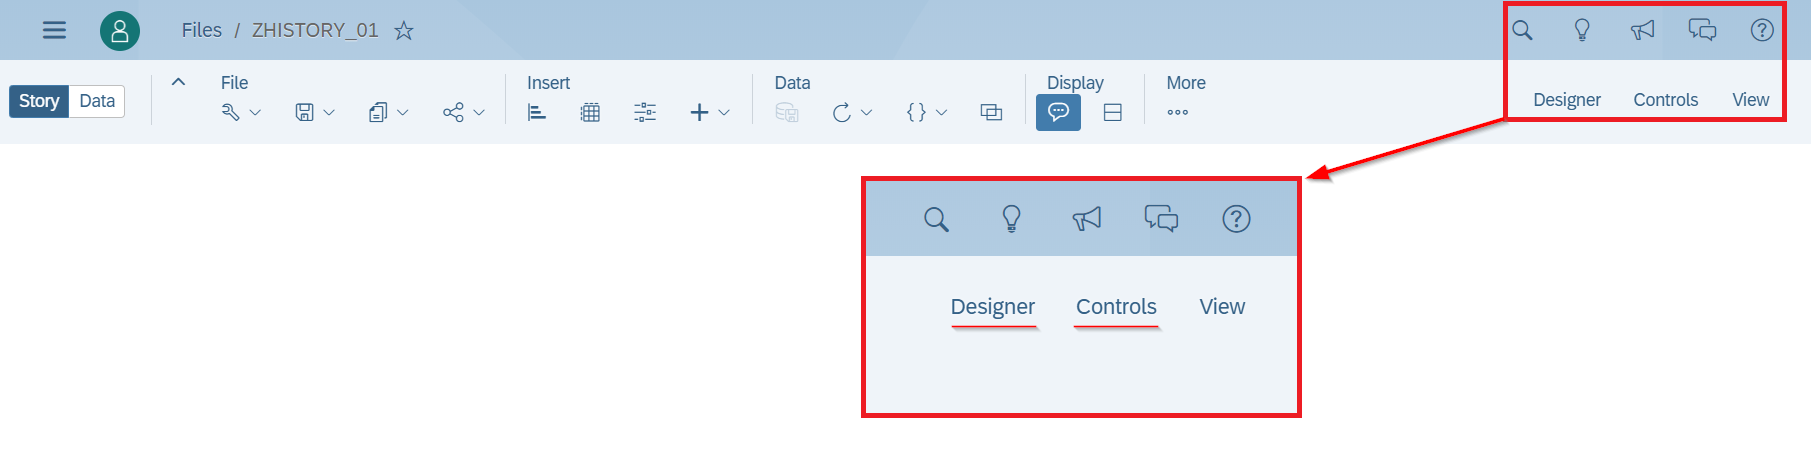 Files / ZHISTORY_01
File Insert Data Display More
Story Data
Designer Controls View
Designer Controls View